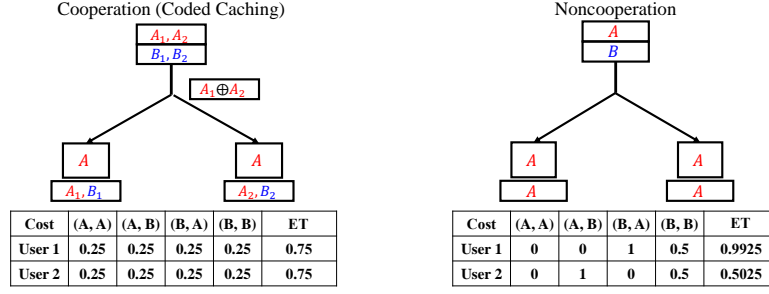 Cooperation (Coded Caching)
A₁, A₂
B₁, B₂
A₁⊕A₂
A
A
A₁, B₁
A₂, B₂
Cost (A, A) (A, B) (B, A) (B, B) ET
User 1 0.25 0.25 0.25 0.25 0.75
User 2 0.25 0.25 0.25 0.25 0.75
Noncooperation
A
B
A
A
A
A
Cost (A, A) (A, B) (B, A) (B, B) ET
User 1 0 0 1 0.5 0.9925
User 2 0 1 0 0.5 0.5025